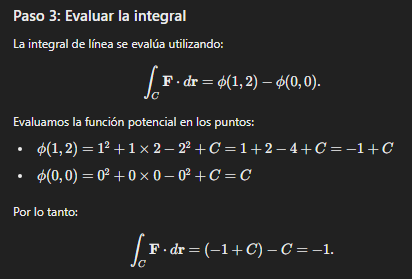 Paso 3: Evaluar la integral
La integral de línea se evalúa utilizando:
∫_C F · dr = ϕ(1, 2) − ϕ(0, 0).
Evaluamos la función potencial en los puntos:
• ϕ(1, 2) = 1² + 1 × 2 − 2² + C = 1 + 2 − 4 + C = −1 + C
• ϕ(0, 0) = 0² + 0 × 0 − 0² + C = C
Por lo tanto:
∫_C F · dr = (−1 + C) − C = −1.